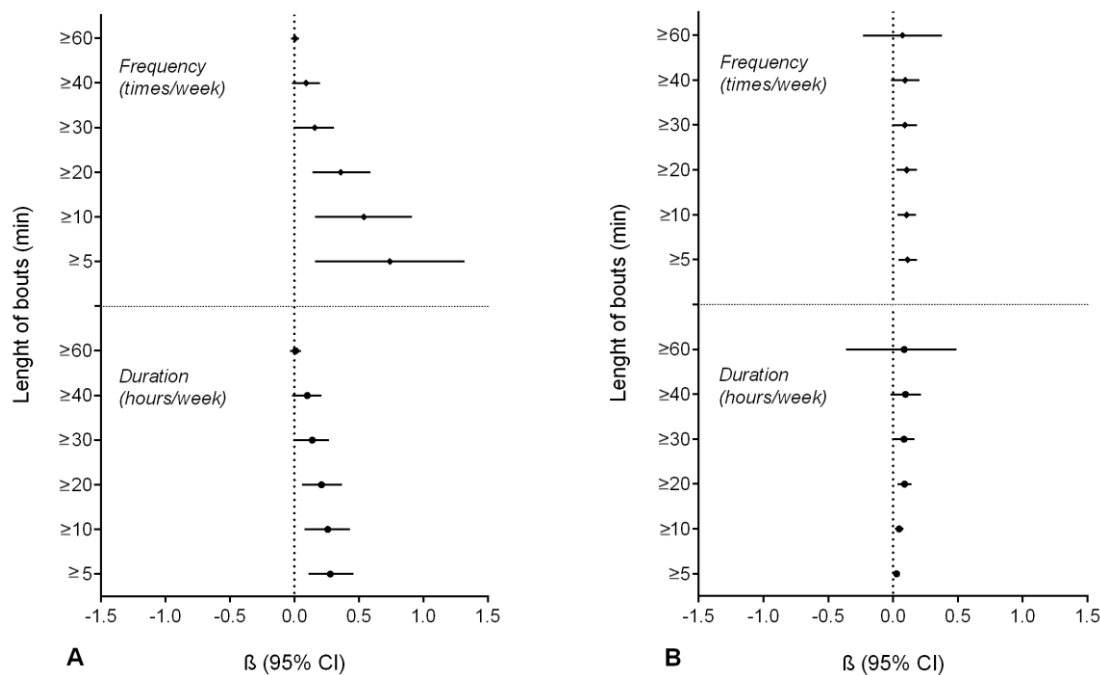 ≥60
Frequency
(times/week)
≥40
≥30
≥20
≥10
≥5
Lenght of bouts (min)
≥60
Duration
(hours/week)
≥40
≥30
≥20
≥10
≥5
-1.5 -1.0 -0.5 0.0 0.5 1.0 1.5
A ß (95% CI)
≥60
Frequency
(times/week)
≥40
≥30
≥20
≥10
≥5
Lenght of bouts (min)
≥60
Duration
(hours/week)
≥40
≥30
≥20
≥10
≥5
-1.5 -1.0 -0.5 0.0 0.5 1.0 1.5
B ß (95% CI)